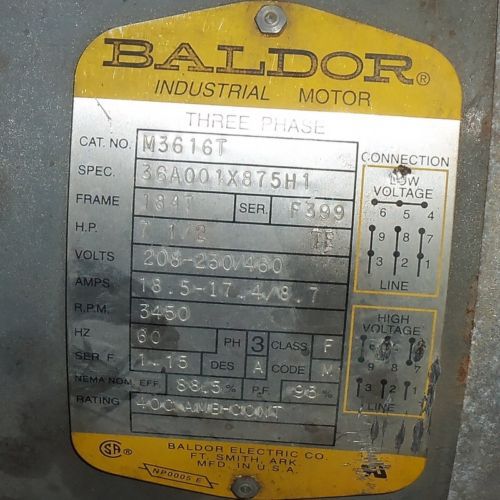 BALDOR®
INDUSTRIAL MOTOR
THREE PHASE
CAT. NO. M3616T
SPEC. 36A001X875H1
FRAME 184T SER. F399
H.P. 7 1/2 TE
VOLTS 208-230/460
AMPS 18.5-17.4/8.7
R.P.M. 3450
HZ 60 PH 3 CLASS F
SER. F. 1.15 DES A CODE M
NEMA NOM. EFF. 88.5 % P.F. %
RATING 40C AMB-CONT
CONNECTION
LOW
VOLTAGE
6 5 4
9 8 7
3 2 1
LINE
HIGH
VOLTAGE
9 8 7
3 2 1
LINE
SA
BALDOR ELECTRIC CO.
FT. SMITH, ARK.
MFD. IN U.S.A.
NP0005 E